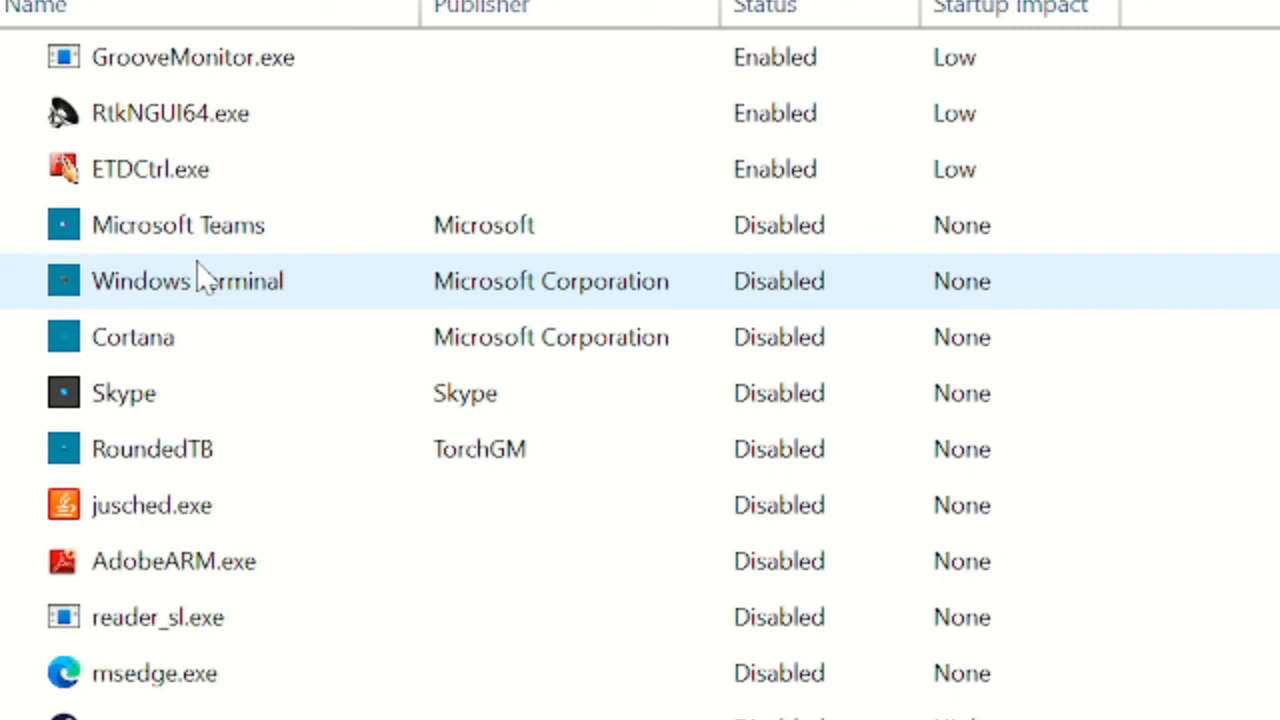 Name Publisher Status Startup impact
GrooveMonitor.exe Enabled Low
RtkNGUI64.exe Enabled Low
ETDCtrl.exe Enabled Low
Microsoft Teams Microsoft Disabled None
Windows Terminal Microsoft Corporation Disabled None
Cortana Microsoft Corporation Disabled None
Skype Skype Disabled None
RoundedTB TorchGM Disabled None
jusched.exe Disabled None
AdobeARM.exe Disabled None
reader_sl.exe Disabled None
msedge.exe Disabled None